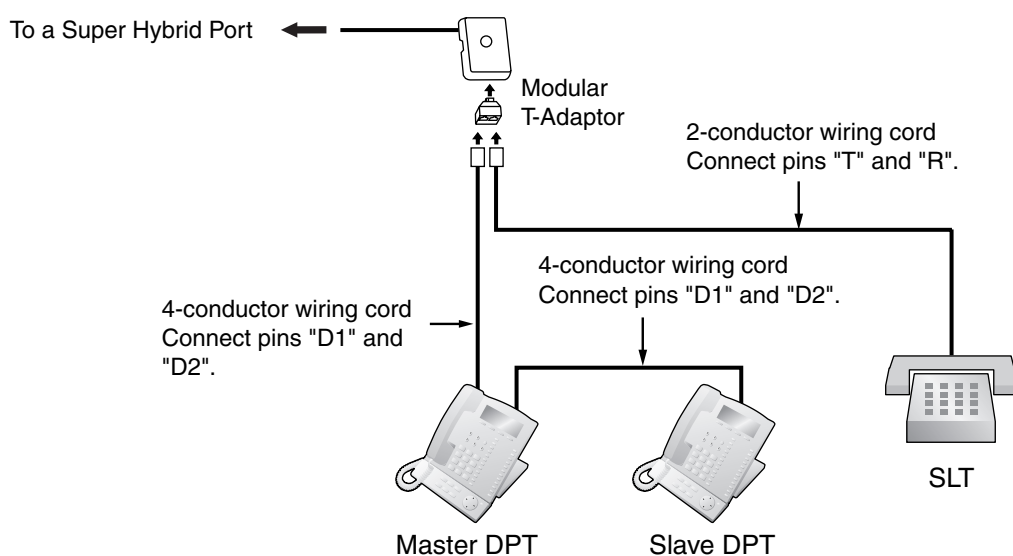 To a Super Hybrid Port
Modular
T-Adaptor
2-conductor wiring cord
Connect pins "T" and "R".
4-conductor wiring cord
Connect pins "D1" and "D2".
4-conductor wiring cord
Connect pins "D1" and
"D2".
SLT
Master DPT
Slave DPT